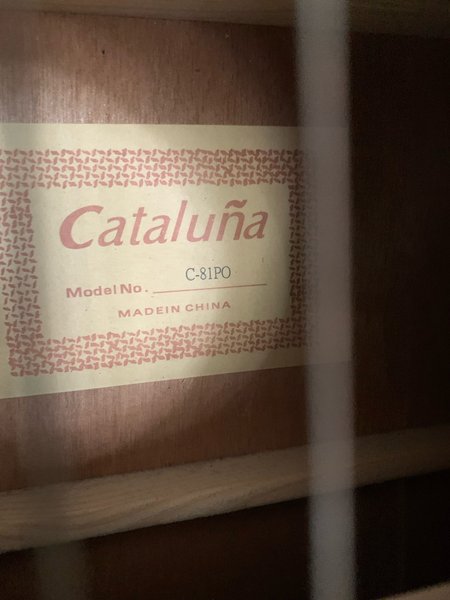 Cataluña
Model No. C-81PO
MADEIN CHINA